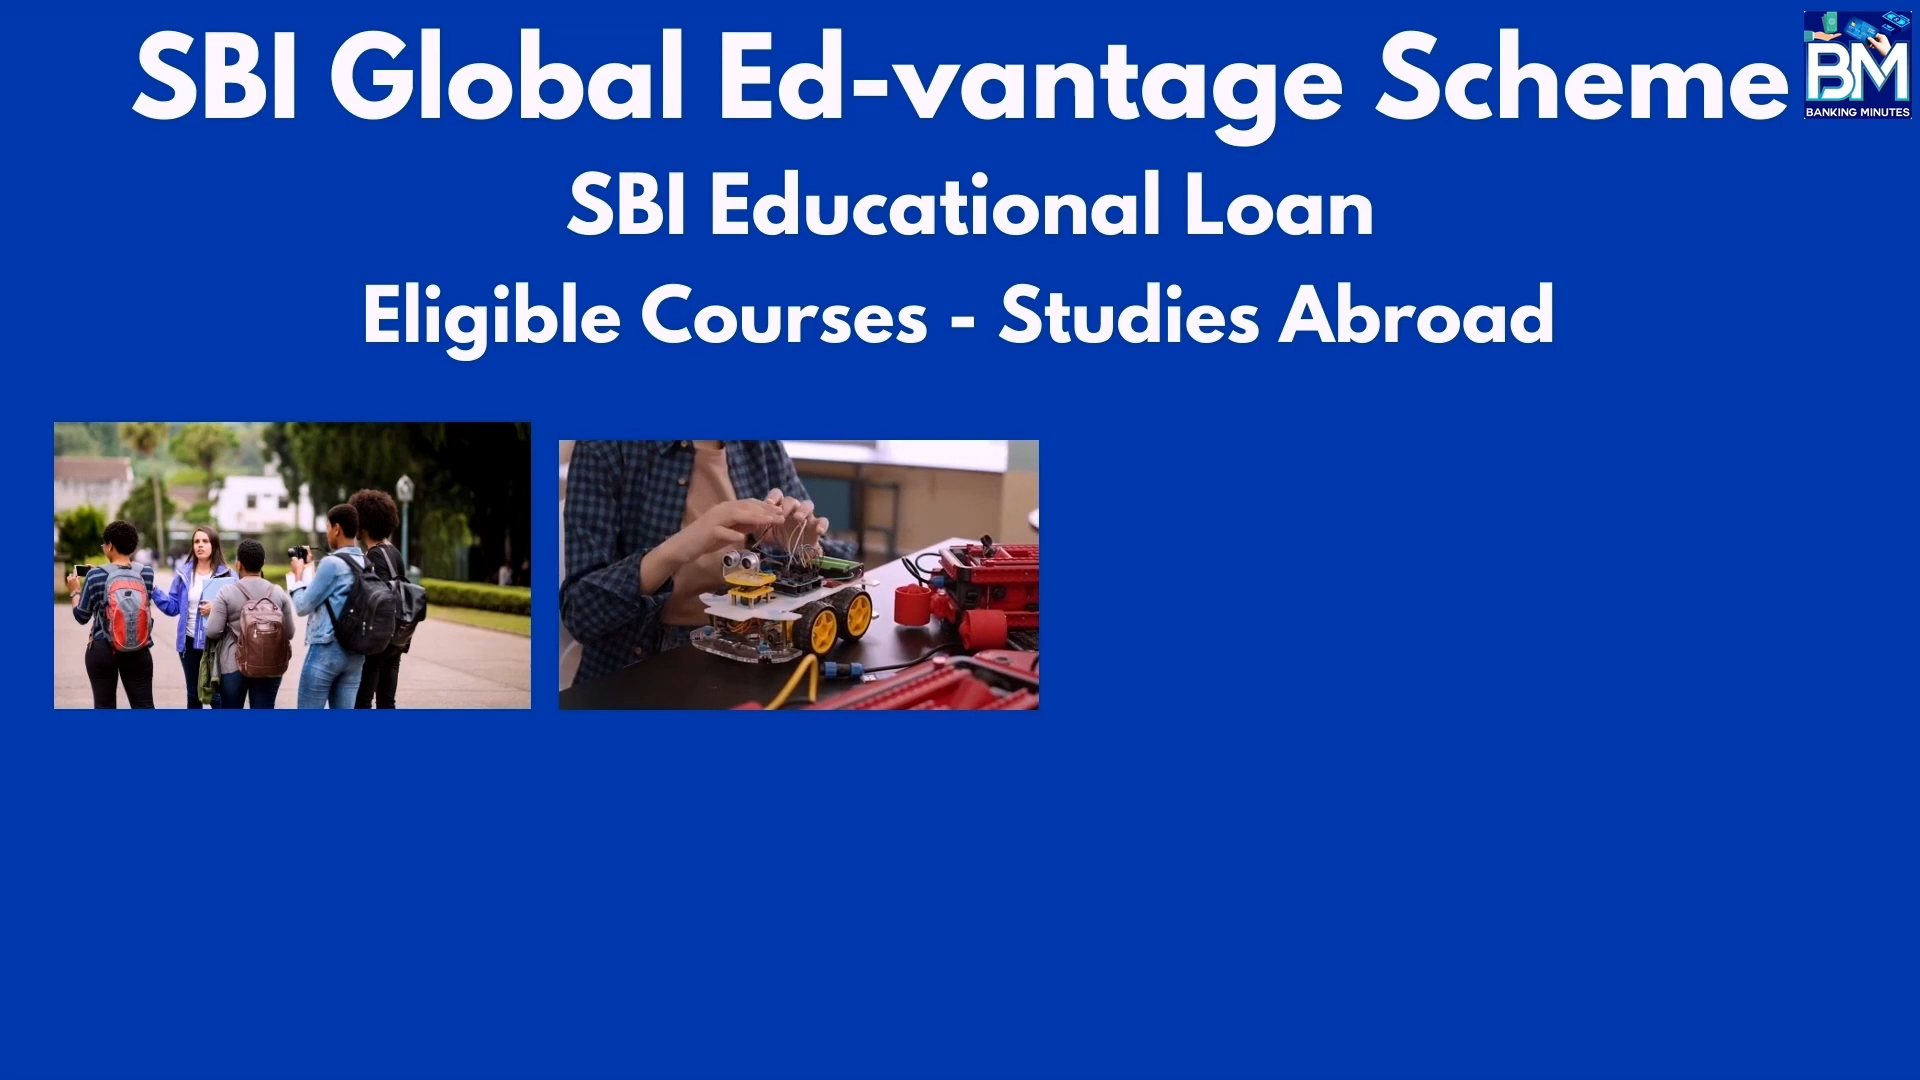 SBI Global Ed-vantage Scheme
BM
BANKING MINUTES
SBI Educational Loan
Eligible Courses - Studies Abroad